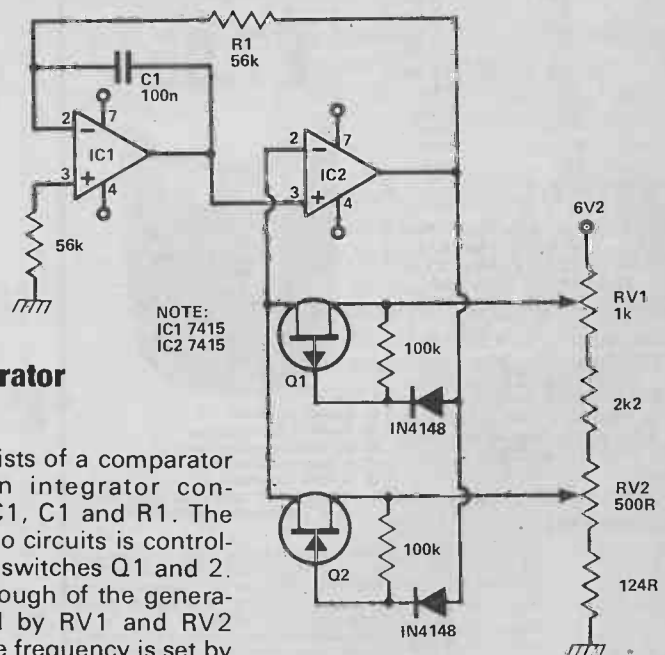 R1
56k
C1
100n
2
7
IC1
3
4
2
7
IC2
3
4
56k
6V2
NOTE:
IC1 7415
IC2 7415
RV1
1k
100k
Q1
IN4148
2k2
rator
ists of a comparator
n integrator con-
C1, C1 and R1. The
o circuits is control-
switches Q1 and 2.
ough of the genera-
d by RV1 and RV2
e frequency is set by
RV2
500R
100k
Q2
IN4148
124R